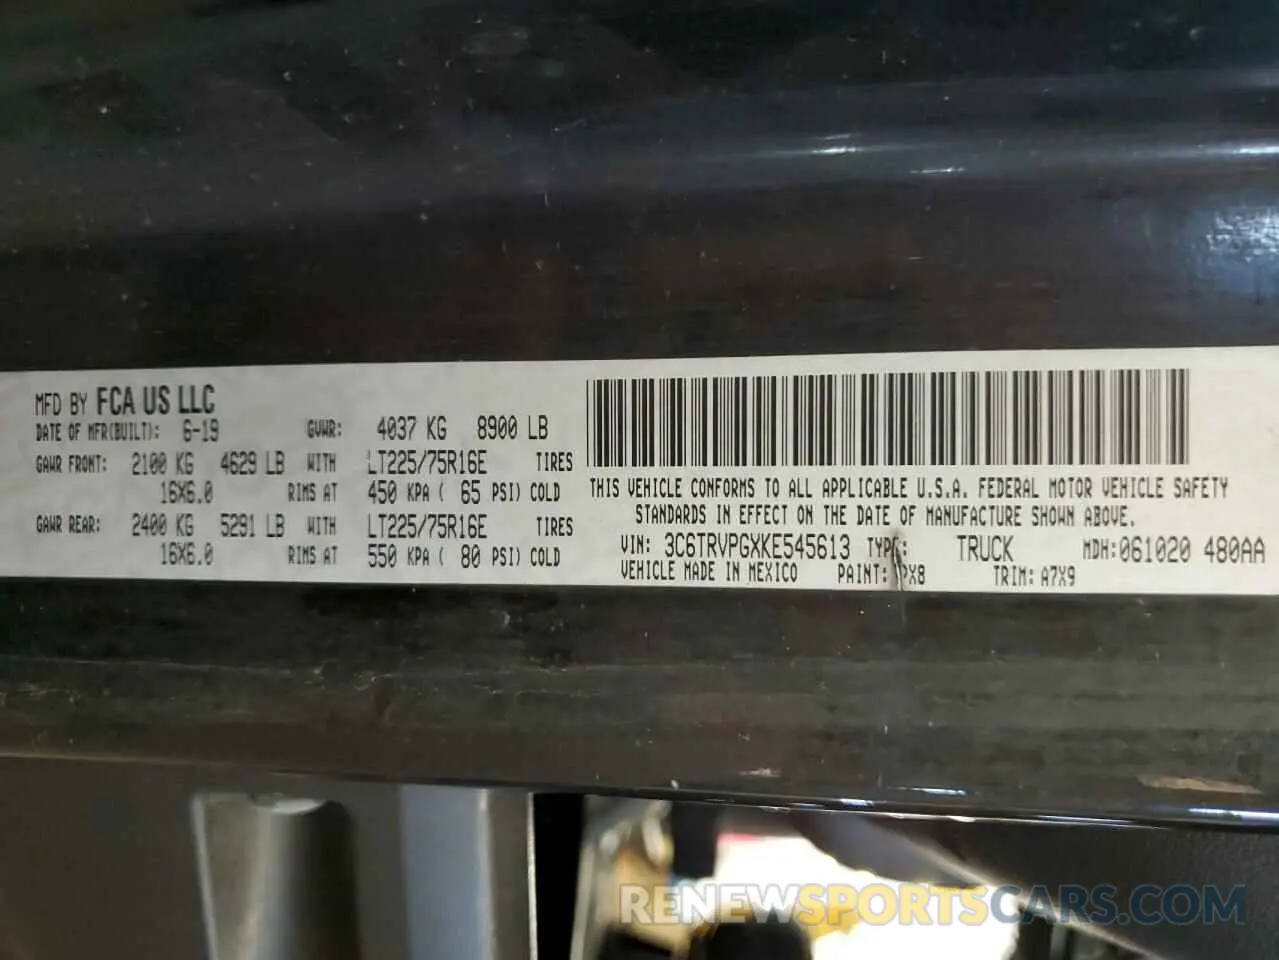 MFD BY FCA US LLC
DATE OF MFR(BUILT): 6-19 GVWR: 4037 KG 8900 LB
GAWR FRONT: 2100 KG 4629 LB WITH LT225/75R16E TIRES
16X6.0 RIMS AT 450 KPA ( 65 PSI) COLD
GAWR REAR: 2400 KG 5291 LB WITH LT225/75R16E TIRES
16X6.0 RIMS AT 550 KPA ( 80 PSI) COLD
THIS VEHICLE CONFORMS TO ALL APPLICABLE U.S.A. FEDERAL MOTOR VEHICLE SAFETY
STANDARDS IN EFFECT ON THE DATE OF MANUFACTURE SHOWN ABOVE.
VIN: 3C6TRVPGXKE545613 TYPE: TRUCK MDH:061020 480AA
VEHICLE MADE IN MEXICO PAINT: TRIM: A7X9
RENEWSPORTSCARS.COM